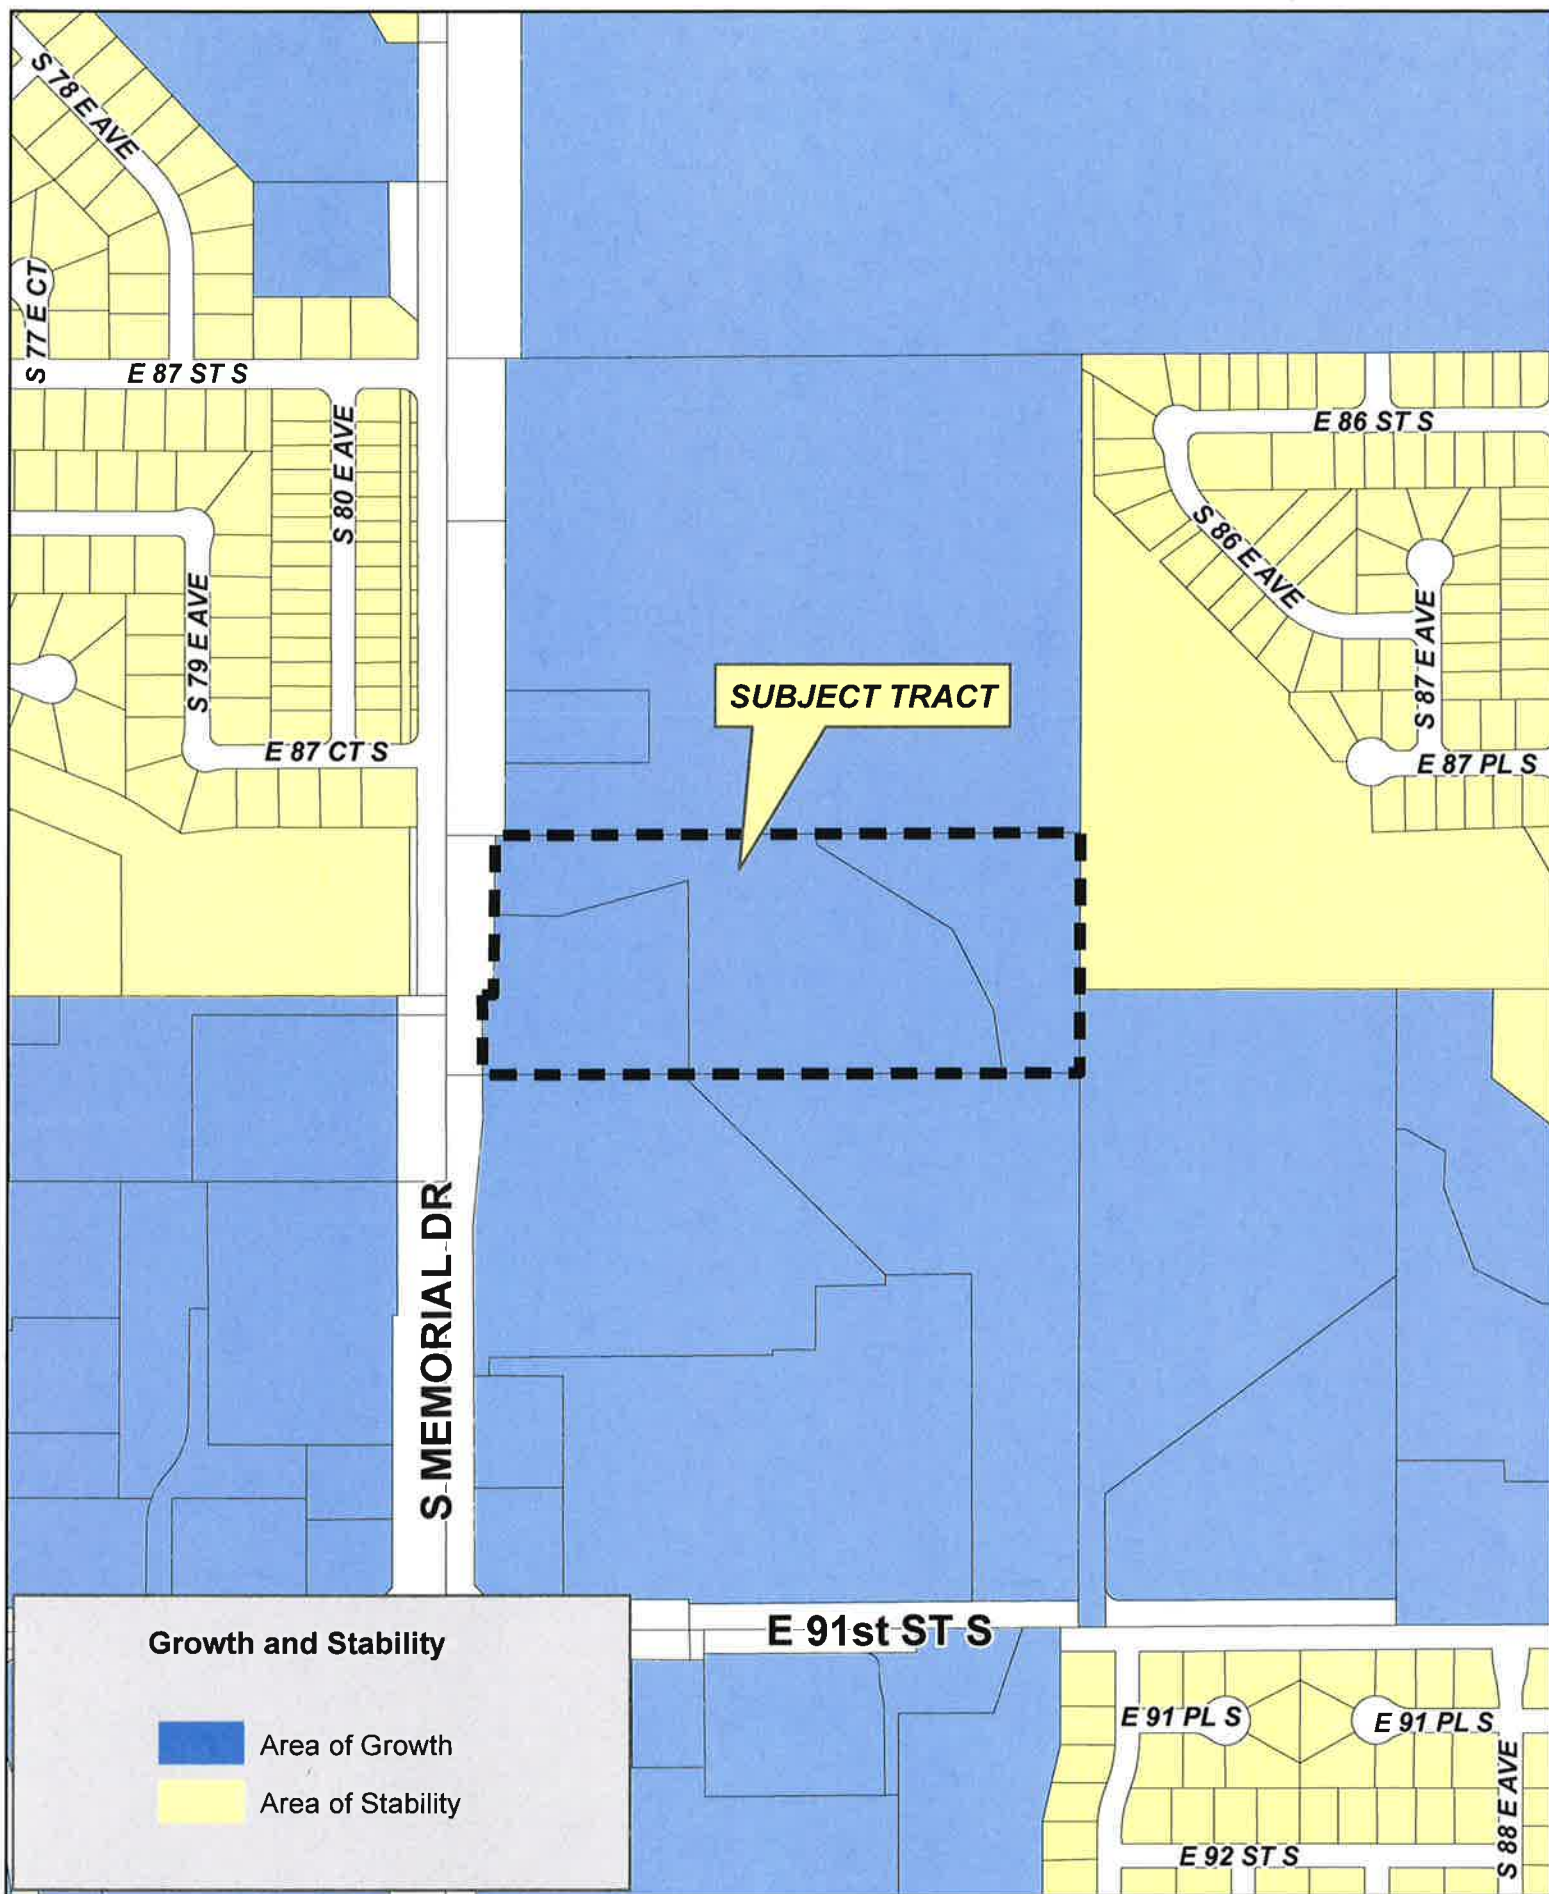 S 78 E AVE
S 77 E CT
E 87 ST S
S 80 E AVE
E 86 ST S
S 86 E AVE
S 79 E AVE
S 87 E AVE
SUBJECT TRACT
E 87 CT S
E 87 PL S
S MEMORIAL DR
E 91st ST S
Growth and Stability
Area of Growth
Area of Stability
E 91 PL S
E 91 PL S
S 88 E AVE
E 92 ST S